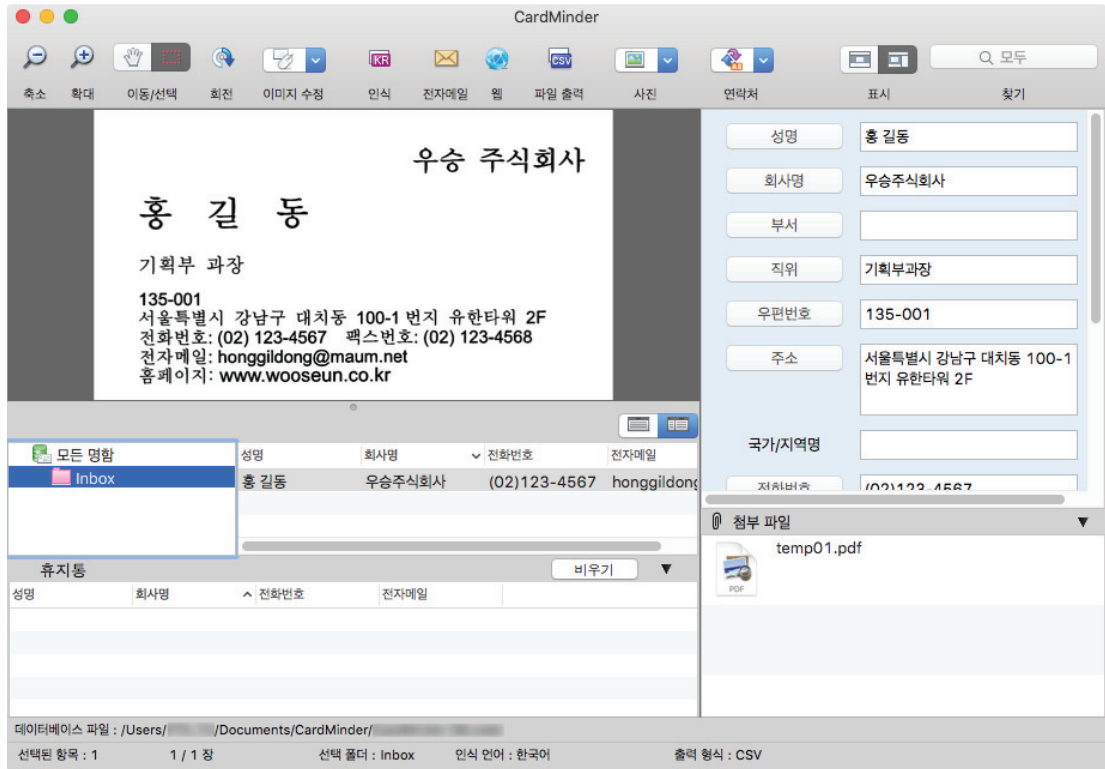 CardMinder
KR
CSV
모두
축소 확대 이동/선택 회전 이미지 수정 인식 전자메일 웹 파일 출력 사진 연락처 표시 찾기
우승 주식회사
홍 길 동
기획부 과장
135-001
서울특별시 강남구 대치동 100-1 번지 유한타워 2F
전화번호: (02) 123-4567 팩스번호: (02) 123-4568
전자메일: honggildong@maum.net
홈페이지: www.wooseun.co.kr
성명 홍 길동
회사명 우승주식회사
부서
직위 기획부과장
우편번호 135-001
주소 서울특별시 강남구 대치동 100-1
번지 유한타워 2F
국가/지역명
전화번호 (02)123-4567
모든 명함
Inbox
성명 회사명 전화번호 전자메일
홍 길동 우승주식회사 (02)123-4567 honggildong
첨부 파일
temp01.pdf
PDF
휴지통 비우기
성명 회사명 전화번호 전자메일
데이터베이스 파일 : /Users/ /Documents/CardMinder/
선택된 항목 : 1 1 / 1 장 선택 폴더 : Inbox 인식 언어 : 한국어 출력 형식 : CSV